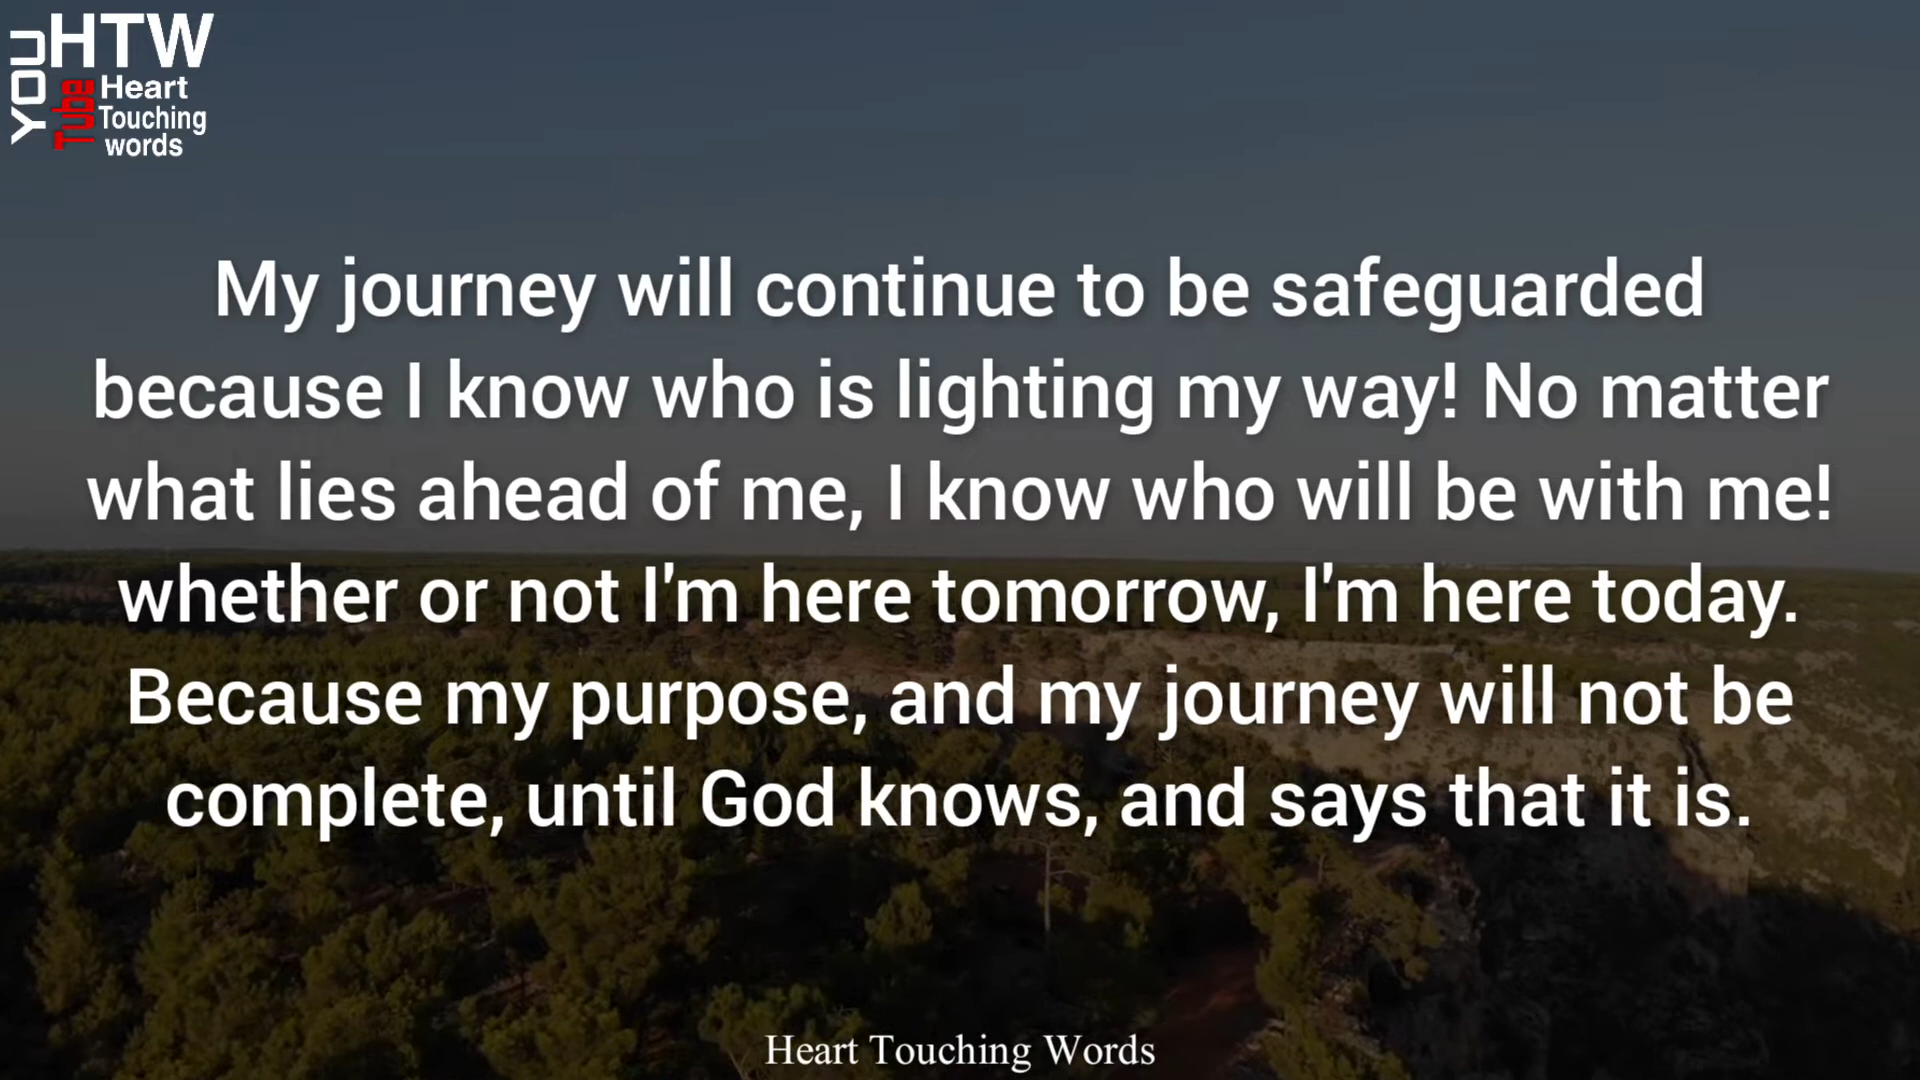 YOU
Tube
HTW
Heart
Touching
words
My journey will continue to be safeguarded
because I know who is lighting my way! No matter
what lies ahead of me, I know who will be with me!
whether or not I'm here tomorrow, I'm here today.
Because my purpose, and my journey will not be
complete, until God knows, and says that it is.
Heart Touching Words